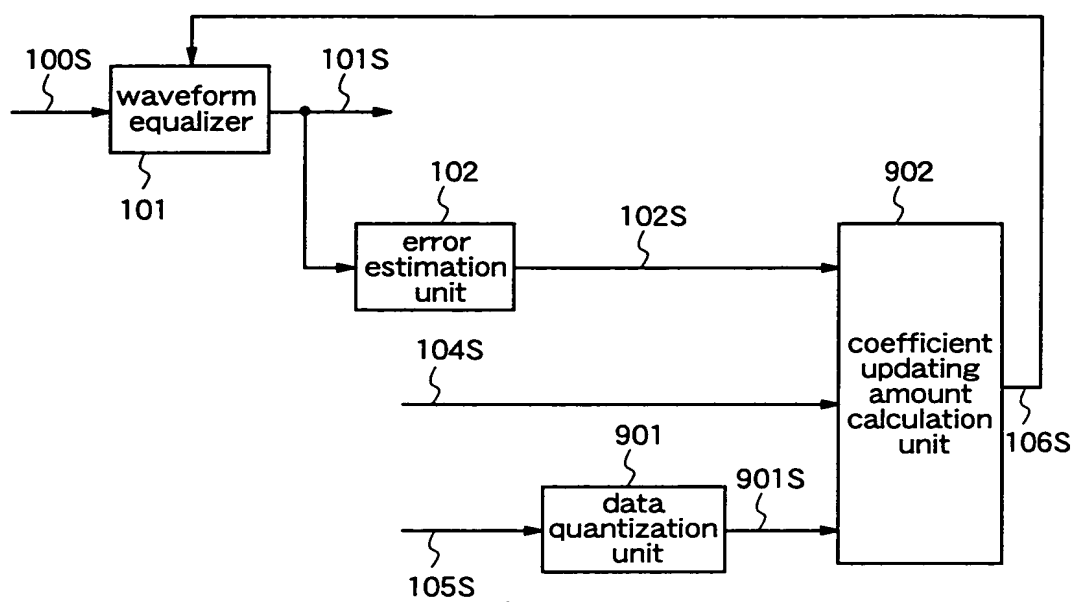 100S
101S
waveform
equalizer
101
102
902
102S
error
estimation
unit
104S
coefficient
updating
amount
calculation
unit
106S
901
901S
data
quantization
unit
105S